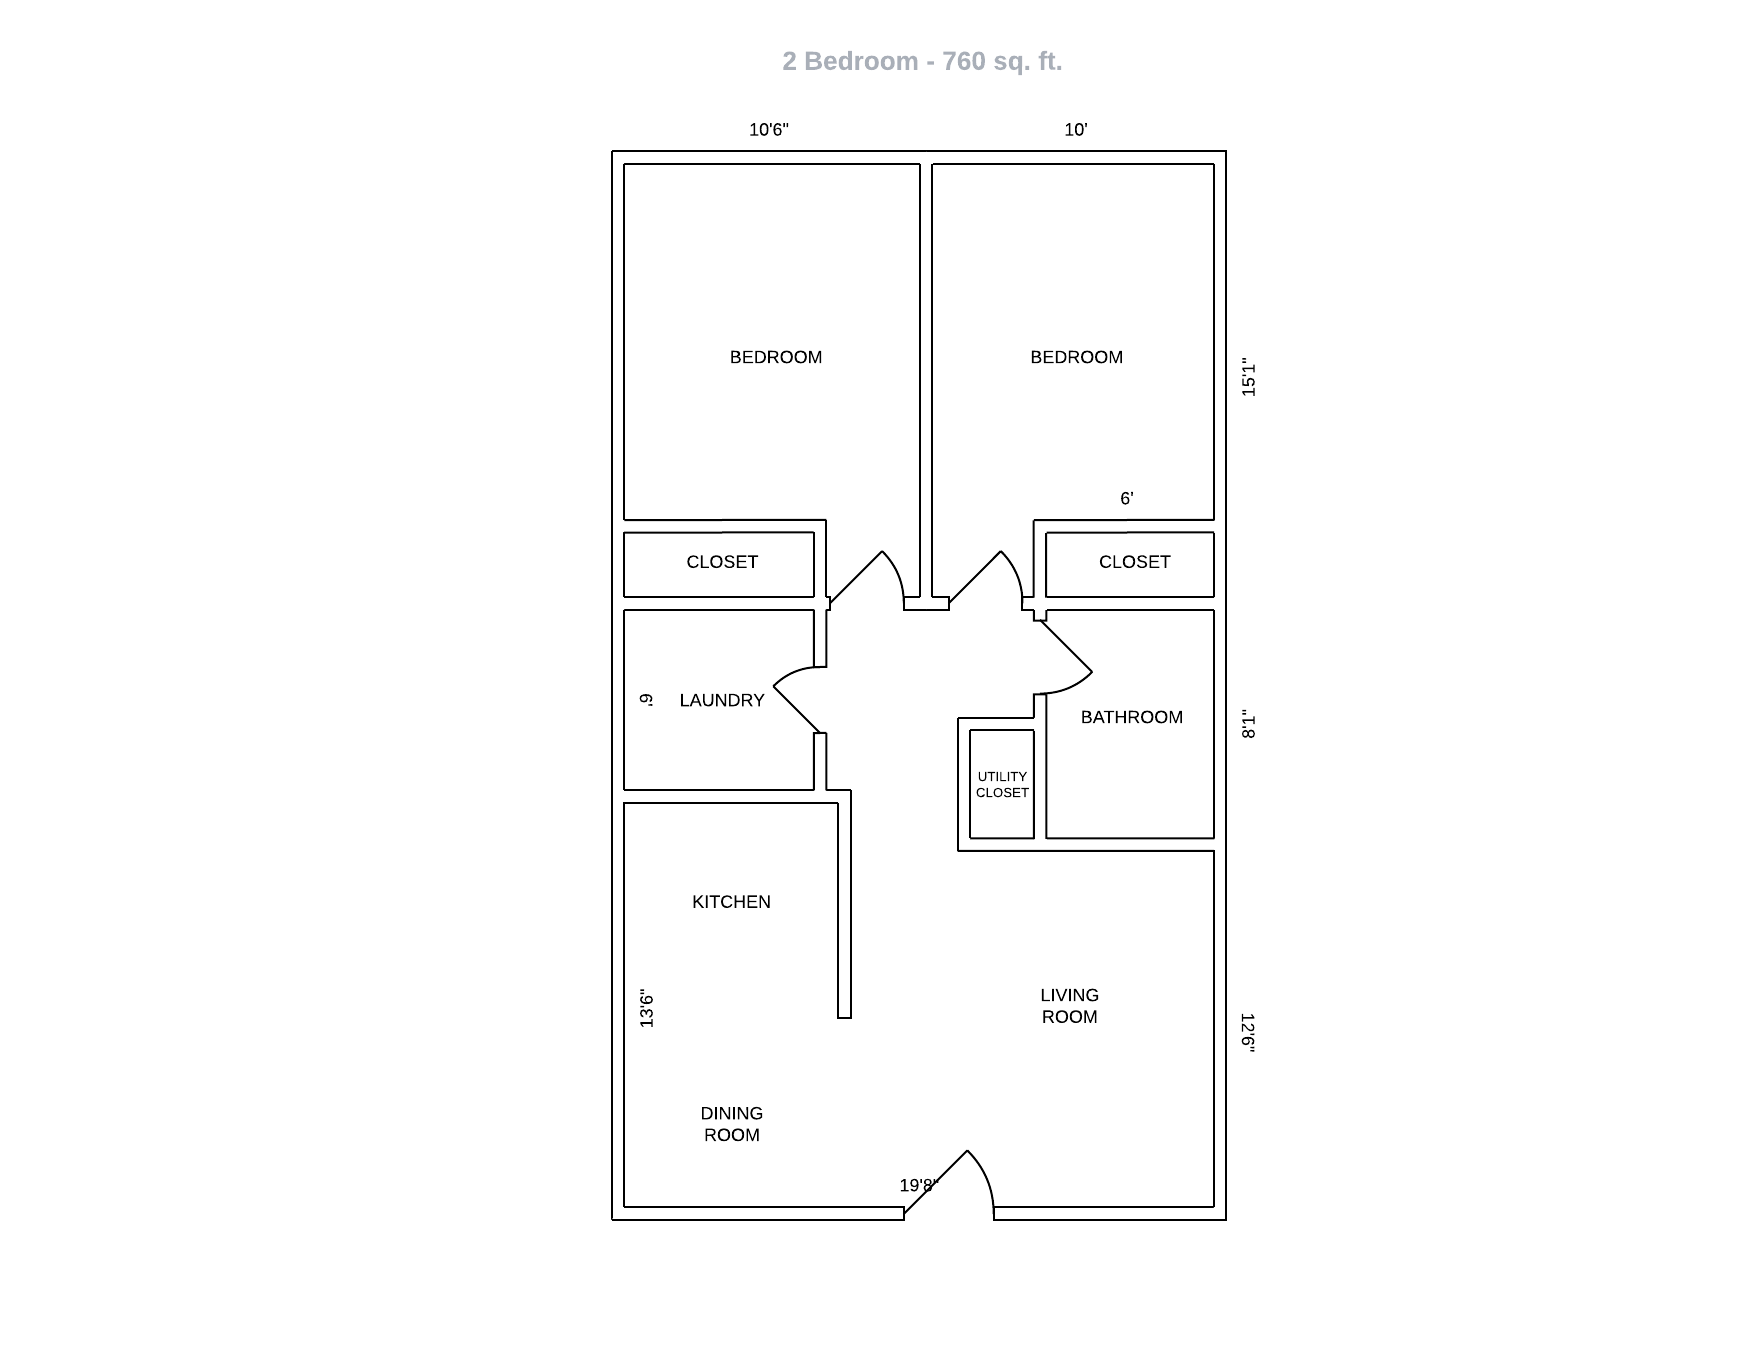 2 Bedroom - 760 sq. ft.
10'6"
10'
BEDROOM
BEDROOM
15'1"
6'
CLOSET
CLOSET
6'
LAUNDRY
BATHROOM
8'1"
UTILITY
CLOSET
KITCHEN
13'6"
LIVING
ROOM
12'6"
DINING
ROOM
19'8"